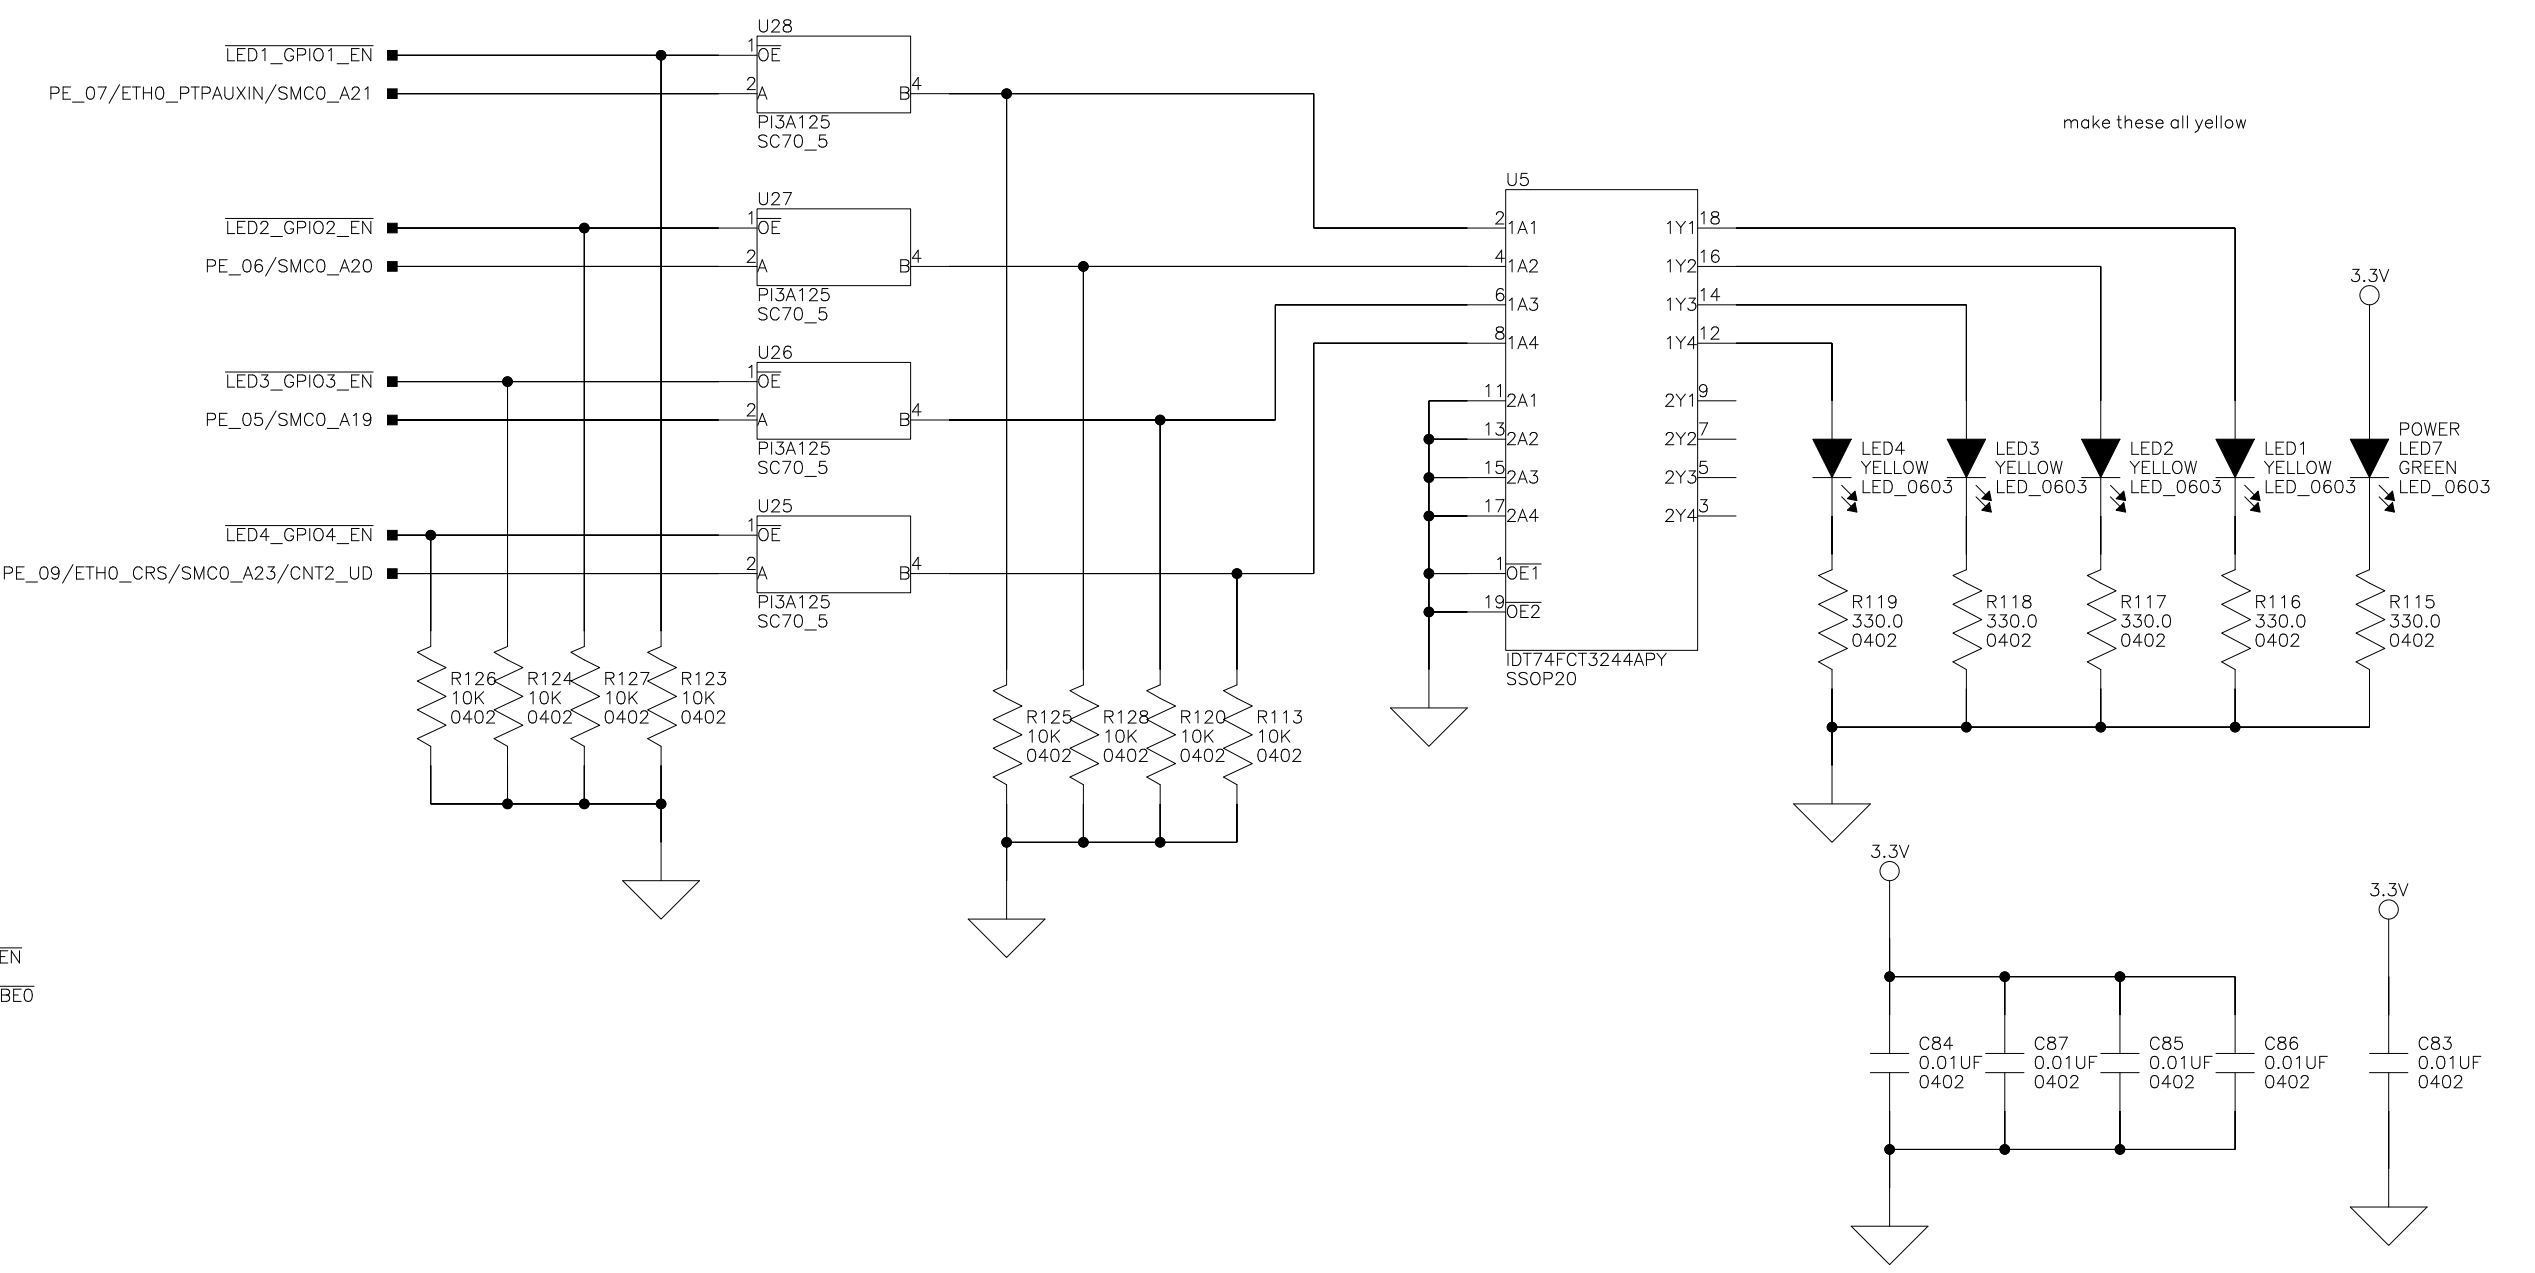 U28
LED1_GPIO1_EN
1
OE
PE_07/ETH0_PTPAUXIN/SMC0_A21
2
A
B
4
PI3A125
SC70_5
U27
LED2_GPIO2_EN
1
OE
PE_06/SMC0_A20
2
A
B
4
PI3A125
SC70_5
U26
LED3_GPIO3_EN
1
OE
PE_05/SMC0_A19
2
A
B
4
PI3A125
SC70_5
U25
LED4_GPIO4_EN
1
OE
PE_09/ETH0_CRS/SMC0_A23/CNT2_UD
2
A
B
4
PI3A125
SC70_5
R126
10K
0402
R124
10K
0402
R127
10K
0402
R123
10K
0402
R125
10K
0402
R128
10K
0402
R120
10K
0402
R113
10K
0402
EN
BE0
make these all yellow
U5
2 1A1 1Y1 18
4 1A2 1Y2 16
6 1A3 1Y3 14
8 1A4 1Y4 12
11 2A1 2Y1 9
13 2A2 2Y2 7
15 2A3 2Y3 5
17 2A4 2Y4 3
1 OE1
19 OE2
IDT74FCT3244APY
SSOP20
3.3V
LED4
YELLOW
LED_0603
LED3
YELLOW
LED_0603
LED2
YELLOW
LED_0603
LED1
YELLOW
LED_0603
POWER
LED7
GREEN
LED_0603
R119
330.0
0402
R118
330.0
0402
R117
330.0
0402
R116
330.0
0402
R115
330.0
0402
3.3V
3.3V
C84
0.01UF
0402
C87
0.01UF
0402
C85
0.01UF
0402
C86
0.01UF
0402
C83
0.01UF
0402